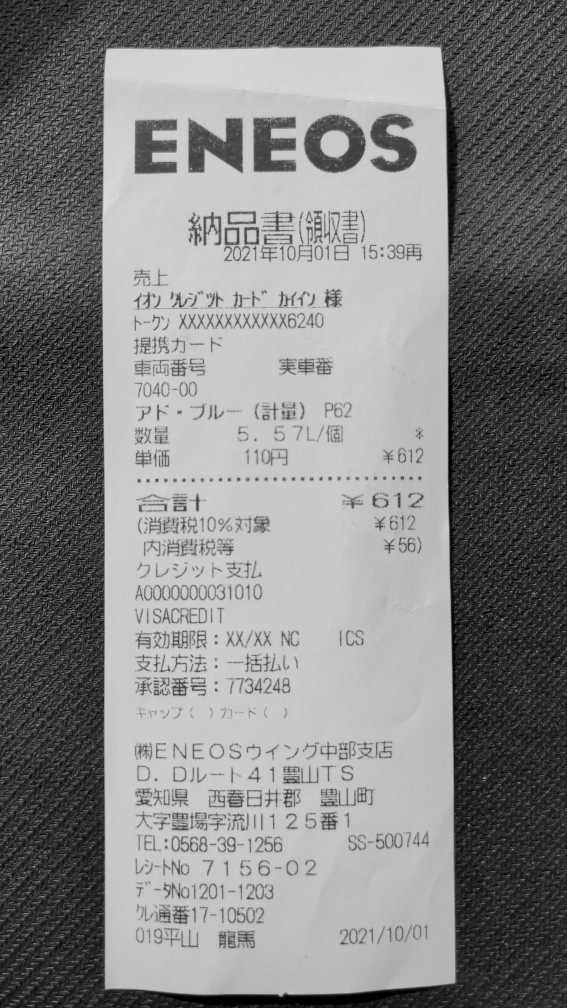 ENEOS
納品書(領収書)
2021年10月01日 15:39再
売上
イオン クレジット カード カイイン 様
トークン XXXXXXXXXXXX6240
提携カード
車両番号 実車番
7040-00
アド・ブルー(計量) P62
数量 5.57L/個 *
単価 110円 ¥612
合計 ¥612
(消費税10%対象 ¥612
内消費税等 ¥56)
クレジット支払
A0000000031010
VISACREDIT
有効期限:XX/XX NC ICS
支払方法:一括払い
承認番号:7734248
キャップ( ) カード( )
㈱ENEOSウイング中部支店
D.Dルート41豊山TS
愛知県 西春日井郡 豊山町
大字豊場字流川125番1
TEL:0568-39-1256 SS-500744
レシートNo 7156-02
データNo1201-1203
クレ通番17-10502
019平山 龍馬 2021/10/01